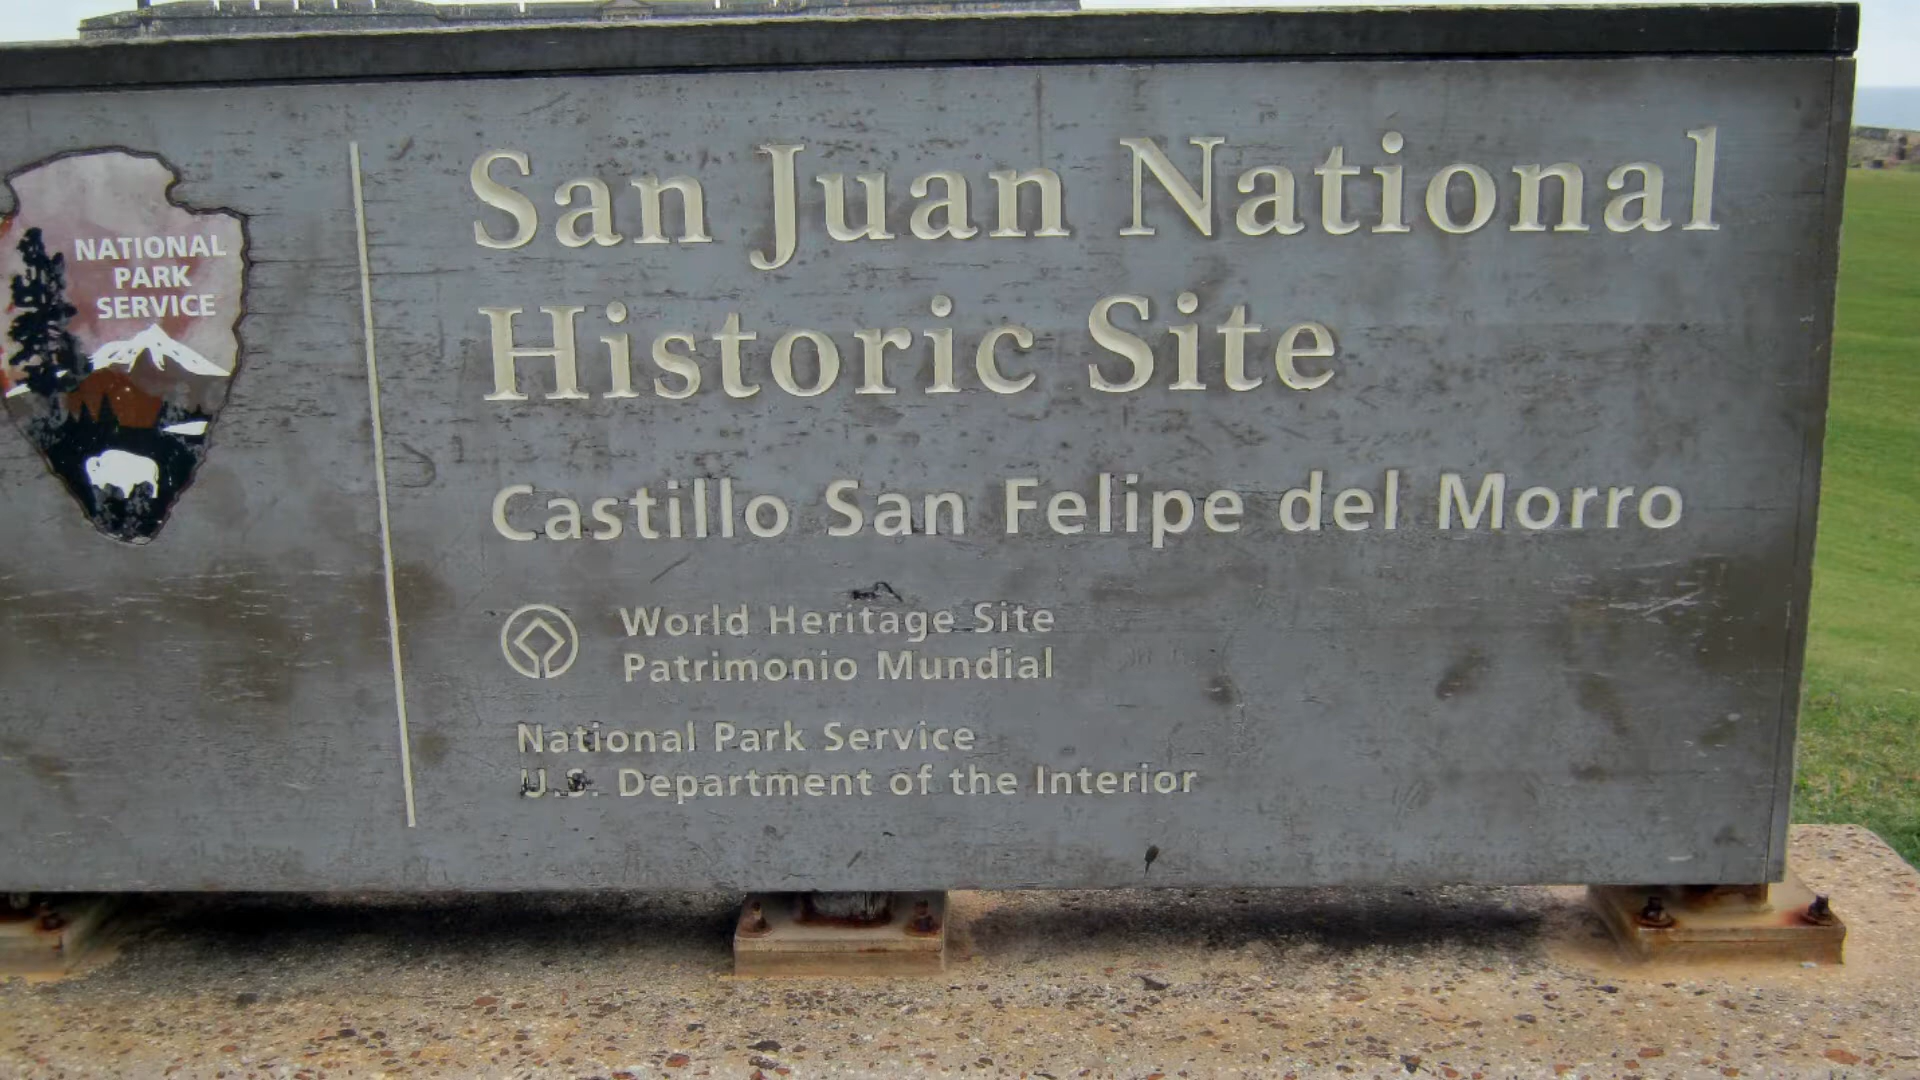 NATIONAL
PARK
SERVICE
San Juan National
Historic Site
Castillo San Felipe del Morro
World Heritage Site
Patrimonio Mundial
National Park Service
U.S. Department of the Interior